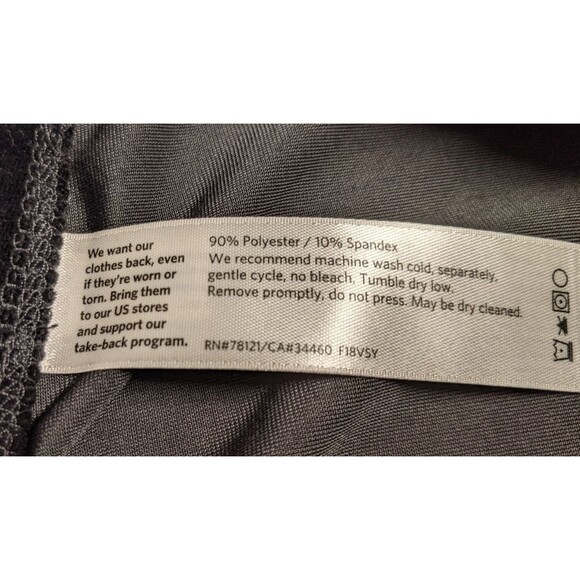 We want our
clothes back, even
if they're worn or
torn. Bring them
to our US stores
and support our
take-back program.
90% Polyester / 10% Spandex
We recommend machine wash cold, separately,
gentle cycle, no bleach. Tumble dry low.
Remove promptly, do not press. May be dry cleaned.
RN#78121/CA#34460 F18VSY